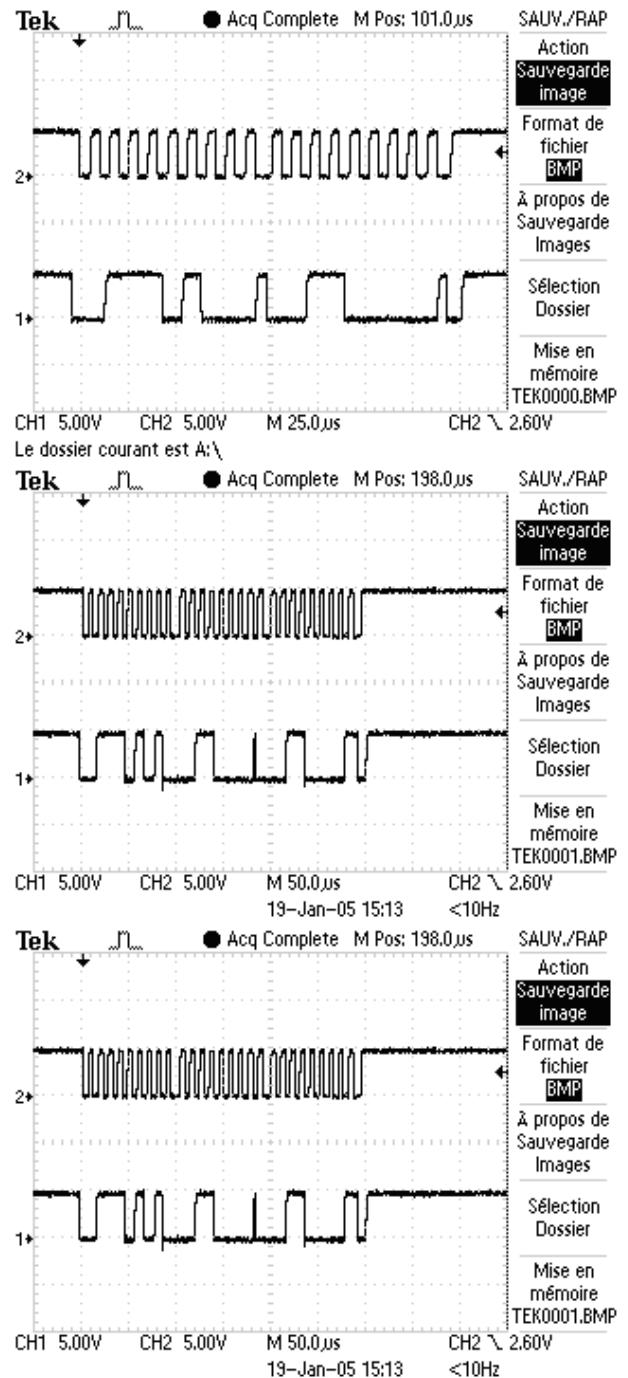 Tek Acq Complete M Pos: 101.0µs SAUV./RAP
Action
Sauvegarde
image
Format de
fichier
BMP
2
À propos de
Sauvegarde
Images
Sélection
Dossier
1
Mise en
mémoire
TEK0000.BMP
CH1 5.00V CH2 5.00V M 25.0µs CH2 2.60V
Le dossier courant est A:\
Tek Acq Complete M Pos: 198.0µs SAUV./RAP
Action
Sauvegarde
image
Format de
fichier
BMP
2
À propos de
Sauvegarde
Images
Sélection
Dossier
1
Mise en
mémoire
TEK0001.BMP
CH1 5.00V CH2 5.00V M 50.0µs CH2 2.60V
19-Jan-05 15:13 <10Hz
Tek Acq Complete M Pos: 198.0µs SAUV./RAP
Action
Sauvegarde
image
Format de
fichier
BMP
2
À propos de
Sauvegarde
Images
Sélection
Dossier
1
Mise en
mémoire
TEK0001.BMP
CH1 5.00V CH2 5.00V M 50.0µs CH2 2.60V
19-Jan-05 15:13 <10Hz